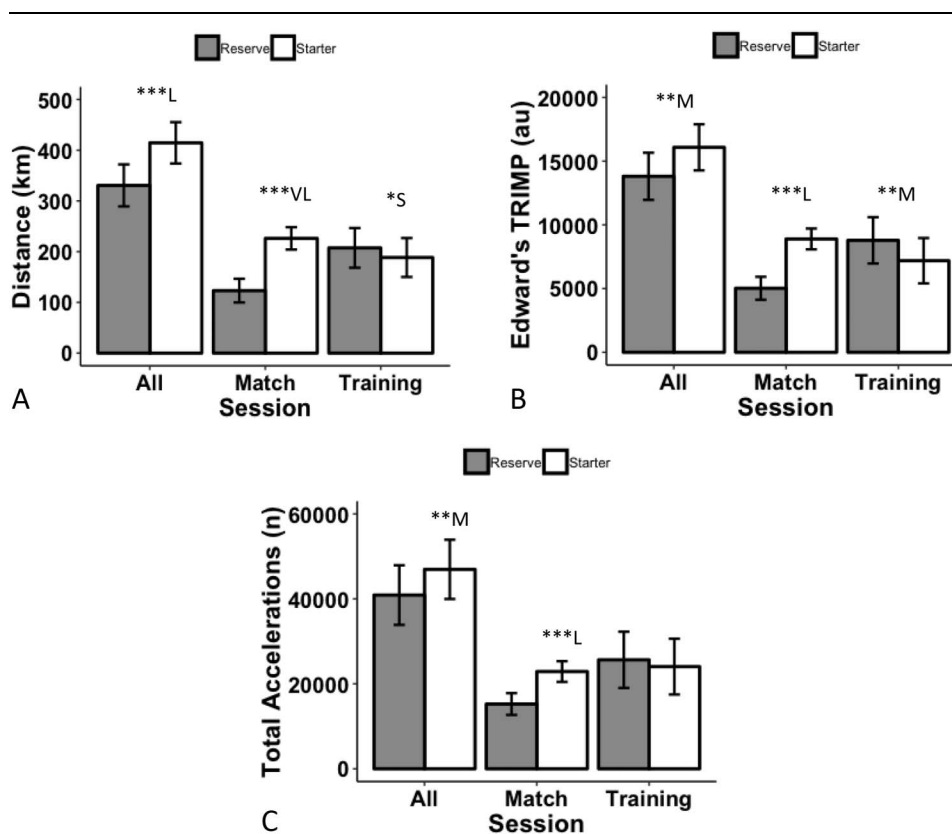 Reserve Starter
Distance (km)
500
400
300
200
100
0
***L
***VL
*S
All Match Training
Session
A
Reserve Starter
Edward's TRIMP (au)
20000
15000
10000
5000
0
**M
***L
**M
All Match Training
Session
B
Reserve Starter
Total Accelerations (n)
60000
40000
20000
0
**M
***L
All Match Training
Session
C